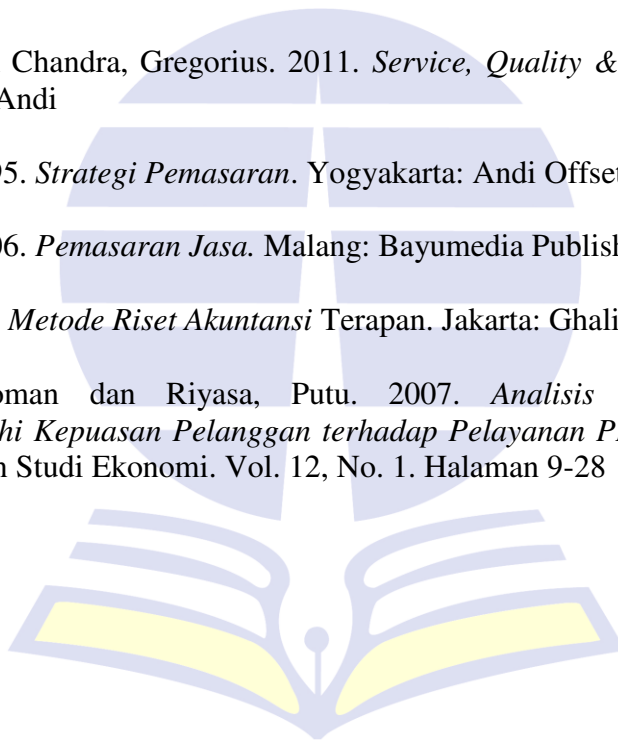 Chandra, Gregorius. 2011. Service, Quality &
Andi
95. Strategi Pemasaran. Yogyakarta: Andi Offset
06. Pemasaran Jasa. Malang: Bayumedia Publish
Metode Riset Akuntansi Terapan. Jakarta: Ghali
oman dan Riyasa, Putu. 2007. Analisis
hi Kepuasan Pelanggan terhadap Pelayanan P
n Studi Ekonomi. Vol. 12, No. 1. Halaman 9-28